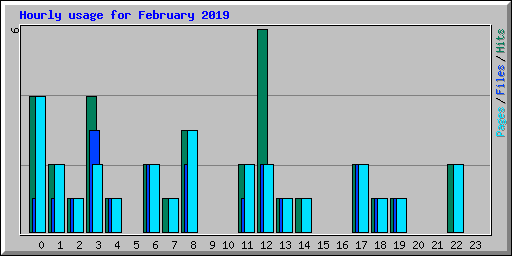 Hourly usage for February 2019
6
Pages / Files / Hits
0 1 2 3 4 5 6 7 8 9 10 11 12 13 14 15 16 17 18 19 20 21 22 23